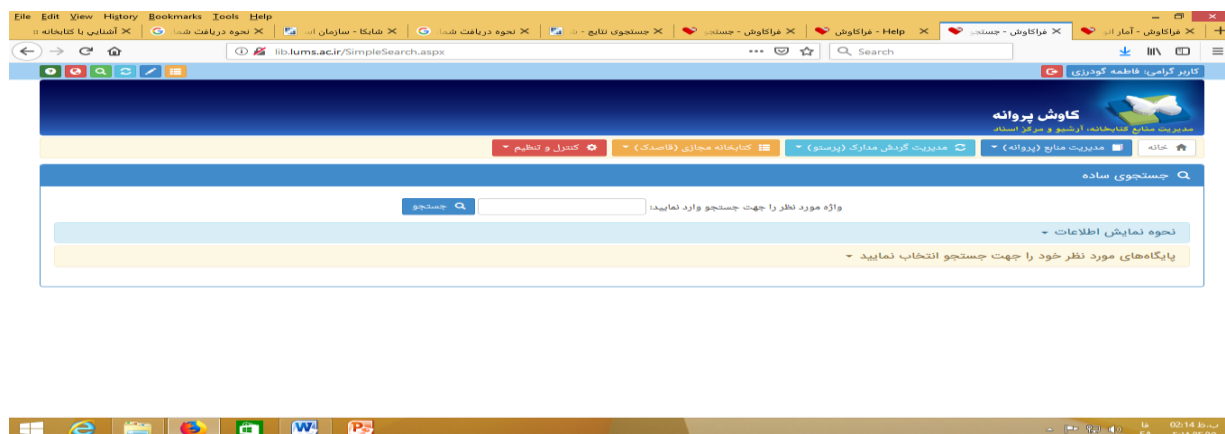 File Edit View History Bookmarks Tools Help
فراکاوش - آمار
فراکاوش - جستجو
Help - فراکاوش
فراکاوش - جستجو
جستجوی نتایج
نحوه دریافت شما
شابکا - سازمان
نحوه دریافت شما
آشنایی با کتابخانه
lib.lums.ac.ir/SimpleSearch.aspx
Search
کاربر گرامی: فاطمه گودرزی
کاوش پروانه
مدیریت منابع کتابخانه، آرشیو و مرکز اسناد
خانه مدیریت منابع (پروانه) مدیریت گردش مدارک (پرستو) کتابخانه مجازی (قاصدک) کنترل و تنظیم
جستجوی ساده
واژه مورد نظر را جهت جستجو وارد نمایید: جستجو
نحوه نمایش اطلاعات
پایگاه‌های مورد نظر خود را جهت جستجو انتخاب نمایید
فا 02:14 ب.ظ